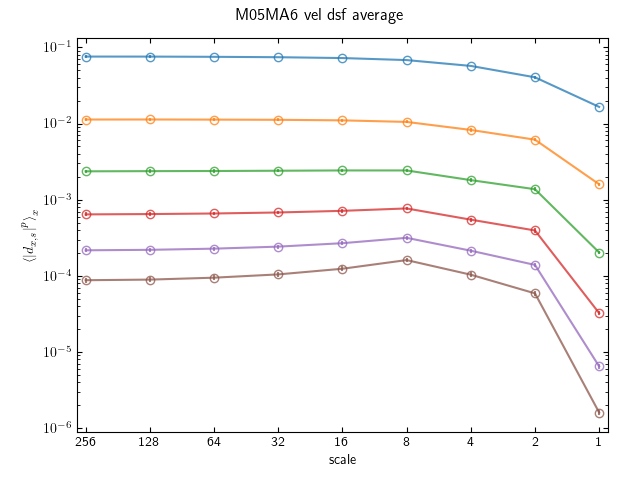 M05MA6 vel dsf average
10⁻¹
10⁻²
10⁻³
10⁻⁴
10⁻⁵
10⁻⁶
⟨|d_{x,s}|^p⟩_x
256 128 64 32 16 8 4 2 1
scale